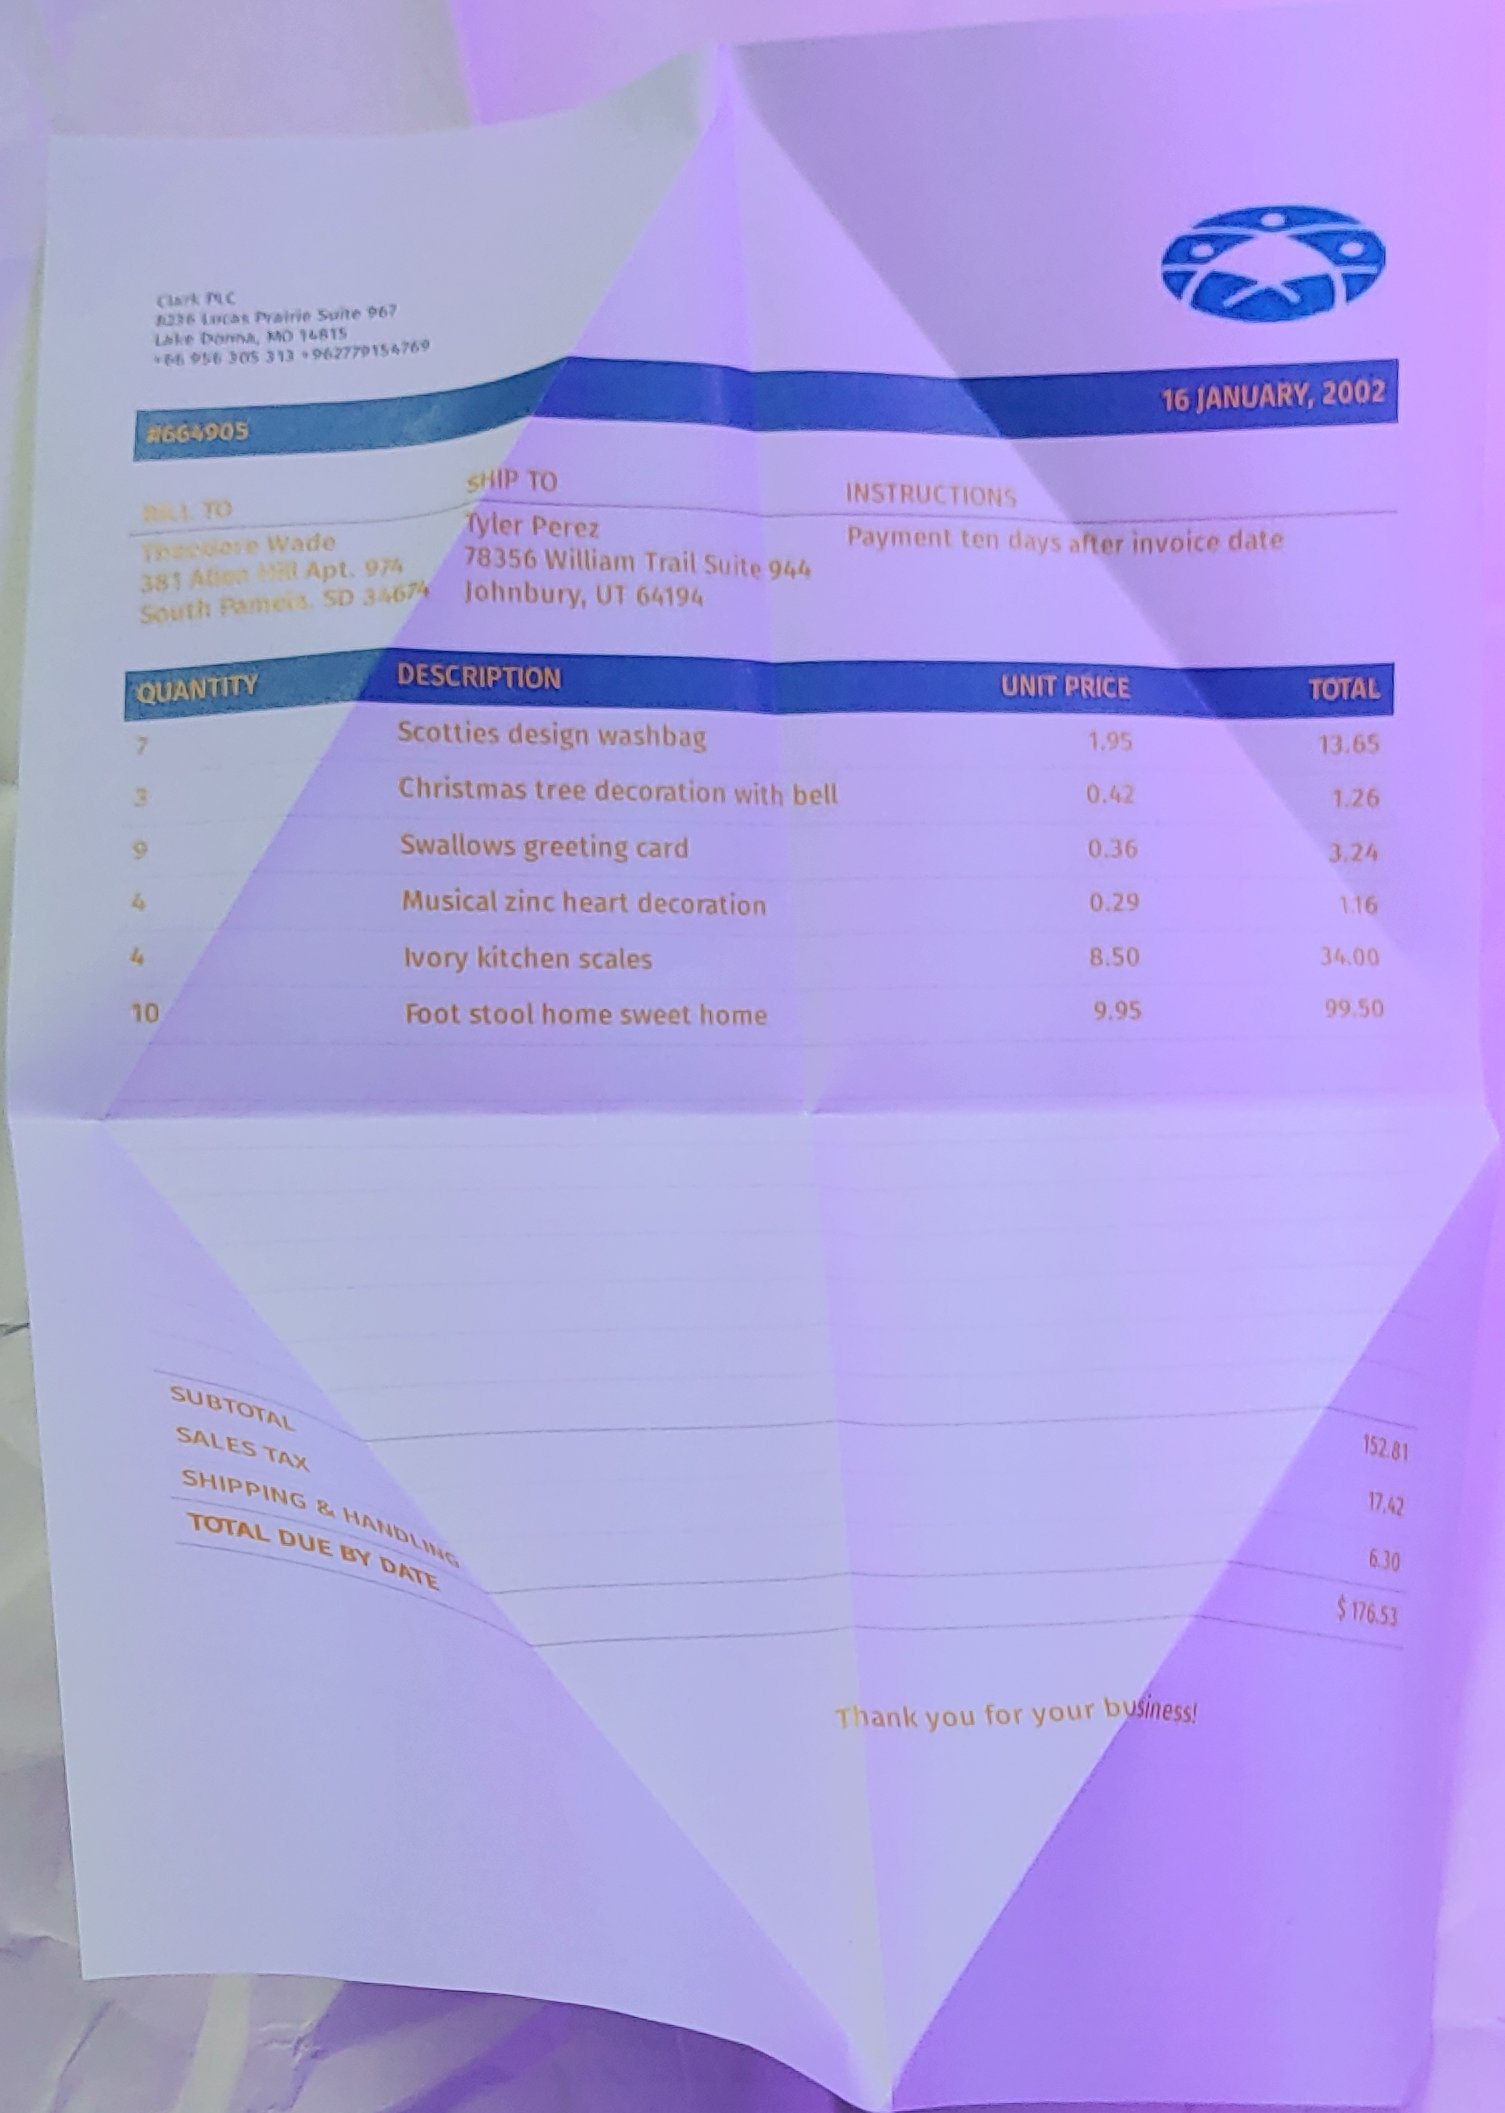 Clark PLC
8236 Lucas Prairie Suite 967
Lake Donna, MO 14815
+66 956 305 313 +962779154769
#664905
16 JANUARY, 2002
BILL TO
Theodore Wade
381 Allen Hill Apt. 974
South Pamela, SD 34674
SHIP TO
Tyler Perez
78356 William Trail Suite 944
Johnbury, UT 64194
INSTRUCTIONS
Payment ten days after invoice date
QUANTITY DESCRIPTION UNIT PRICE TOTAL
7 Scotties design washbag 1.95 13.65
3 Christmas tree decoration with bell 0.42 1.26
9 Swallows greeting card 0.36 3.24
4 Musical zinc heart decoration 0.29 1.16
4 Ivory kitchen scales 8.50 34.00
10 Foot stool home sweet home 9.95 99.50
SUBTOTAL 152.81
SALES TAX 17.42
SHIPPING & HANDLING 6.30
TOTAL DUE BY DATE $ 176.53
Thank you for your business!